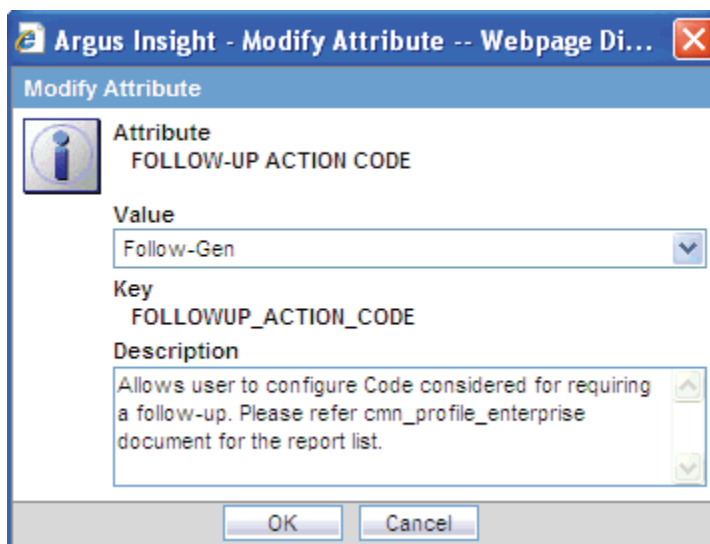 Argus Insight - Modify Attribute -- Webpage Di...
Modify Attribute
Attribute
FOLLOW-UP ACTION CODE
Value
Follow-Gen
Key
FOLLOWUP_ACTION_CODE
Description
Allows user to configure Code considered for requiring
a follow-up. Please refer cmn_profile_enterprise
document for the report list.
OK Cancel